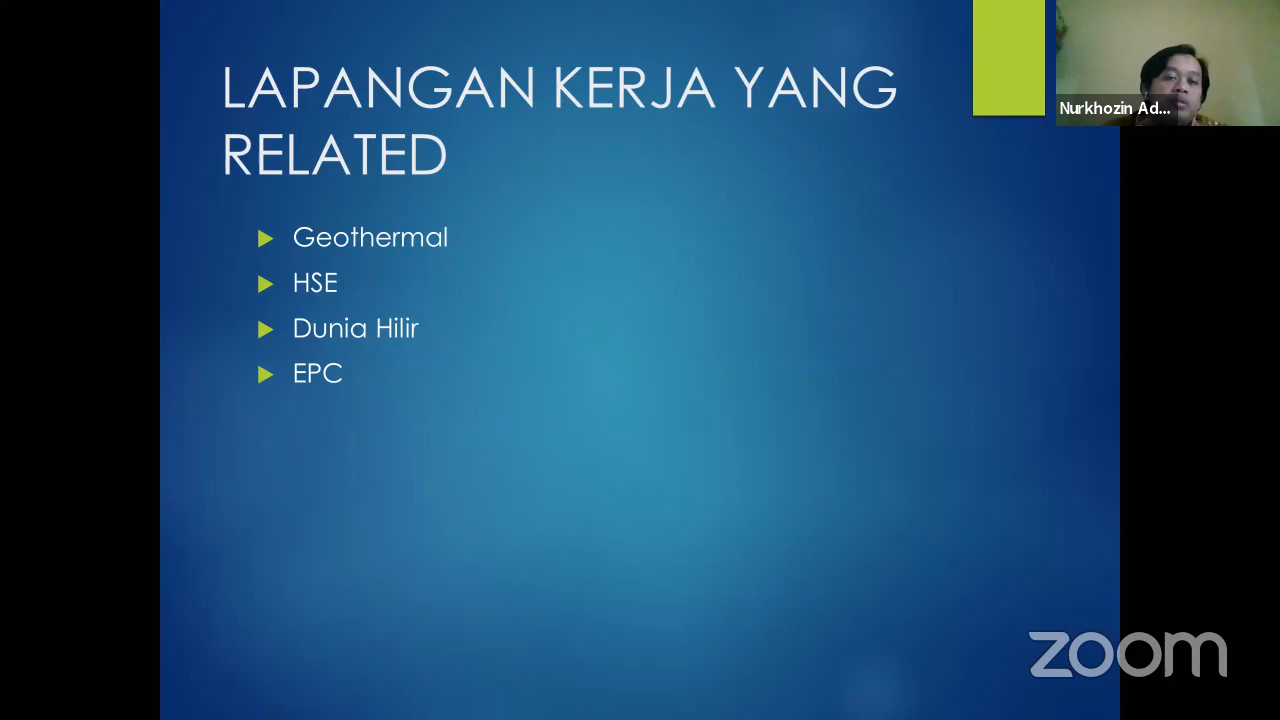 LAPANGAN KERJA YANG
RELATED
Geothermal
HSE
Dunia Hilir
EPC
Nurkhozin Ad...
zoom